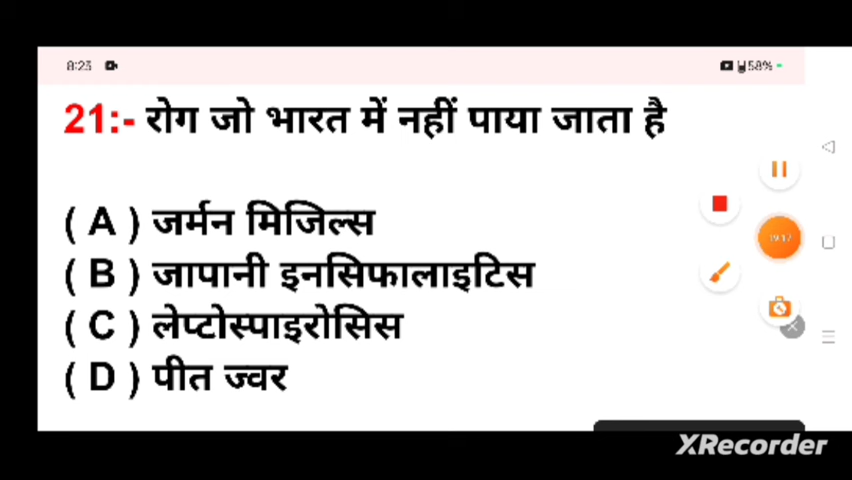 8:23
58%
21:- रोग जो भारत में नहीं पाया जाता है
( A ) जर्मन मिजिल्स
( B ) जापानी इनसिफालाइटिस
( C ) लेप्टोस्पाइरोसिस
( D ) पीत ज्वर
XRecorder